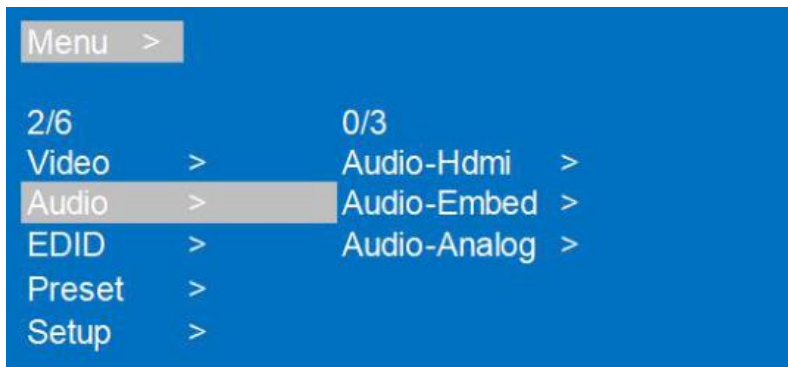 Menu >
2/6 0/3
Video > Audio-Hdmi >
Audio > Audio-Embed >
EDID > Audio-Analog >
Preset >
Setup >